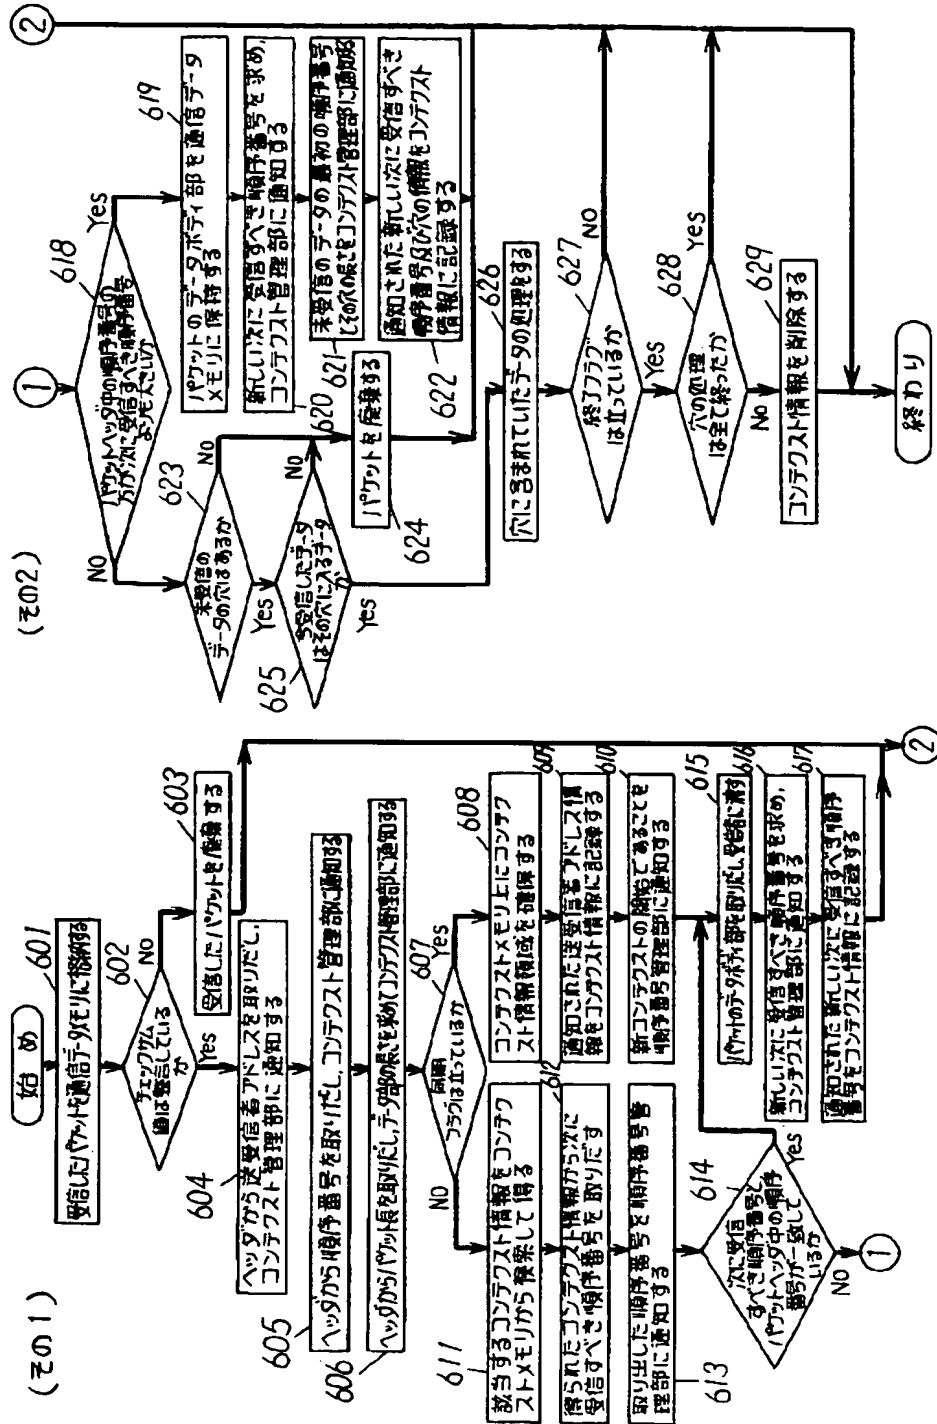 (その1)
始め
601
受信したパケットを通信データメモリに格納する
602
チェックサム
値は整合している
か
No
603
受信したパケットを廃棄する
Yes
604
ヘッダから送受信者アドレスを取りだし,
コンテクスト管理部に通知する
605
ヘッダから順序番号を取りだし,コンテクスト管理部に通知する
606
ヘッダからパケット長を取りだし,データ部の長さを求めてコンテクスト管理部に通知する
607
同期
フラグは立っているか
Yes
608
コンテクストメモリ上にコンテク
スト情報領域を確保する
609
通知された送受信者アドレス情
報をコンテクスト情報に記録する
610
新コンテクストの開始であることを
順序番号管理部に通知する
No
611
該当するコンテクスト情報をコンテク
ストメモリから検索して得る
612
得られたコンテクスト情報から次に
受信すべき順序番号を取りだす
613
取り出した順序番号を順序番号管
理部に通知する
614
次に受信
すべき順序番号と
パケットヘッダ中の順序
番号が一致して
いるか
Yes
No
①
615
パケットのデータボディ部を取りだし受信者に渡す
616
新しい次に受信すべき順序番号を求め,
コンテクスト管理部に通知する
617
通知された新しい次に受信すべき順序
番号をコンテクスト情報に記録する
②
(その2)
①
②
618
パケットヘッダ中の順序番号の
方が次に受信すべき順序番号
よりも大きいか
Yes
619
パケットのデータボディ部を通信データ
メモリに保持する
新しい次に受信すべき順序番号を求め,
コンテクスト管理部に通知する
620
621
未受信のデータの最初の順序番号
とその穴の長さをコンテクスト管理部に通知する
622
通知された新しい次に受信すべき
順序番号及び穴の情報をコンテクスト
情報に記録する
No
623
未受信の
データの穴はあるか
No
Yes
パケットを廃棄する
624
625
今受信したデータ
はその穴に入るデータ
か
No
Yes
626
穴に含まれていたデータの処理をする
627
終了フラグ
は立っているか
No
Yes
628
穴の処理
は全て終ったか
Yes
No
629
コンテクスト情報を削除する
終わり